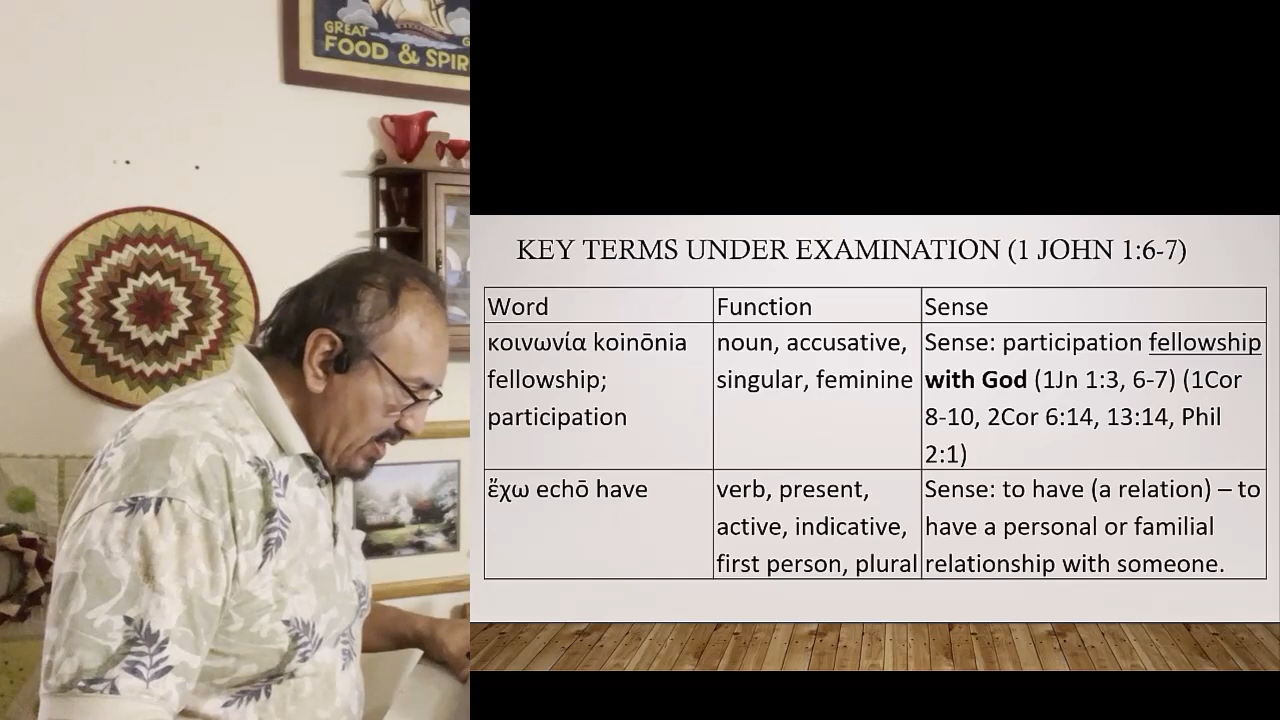 GREAT
FOOD & SPIR
KEY TERMS UNDER EXAMINATION (1 JOHN 1:6-7)
Word
Function
Sense
κοινωνία koinōnia
fellowship;
participation
noun, accusative,
singular, feminine
Sense: participation fellowship
with God (1Jn 1:3, 6-7) (1Cor
8-10, 2Cor 6:14, 13:14, Phil
2:1)
ἔχω echō have
verb, present,
active, indicative,
first person, plural
Sense: to have (a relation) – to
have a personal or familial
relationship with someone.